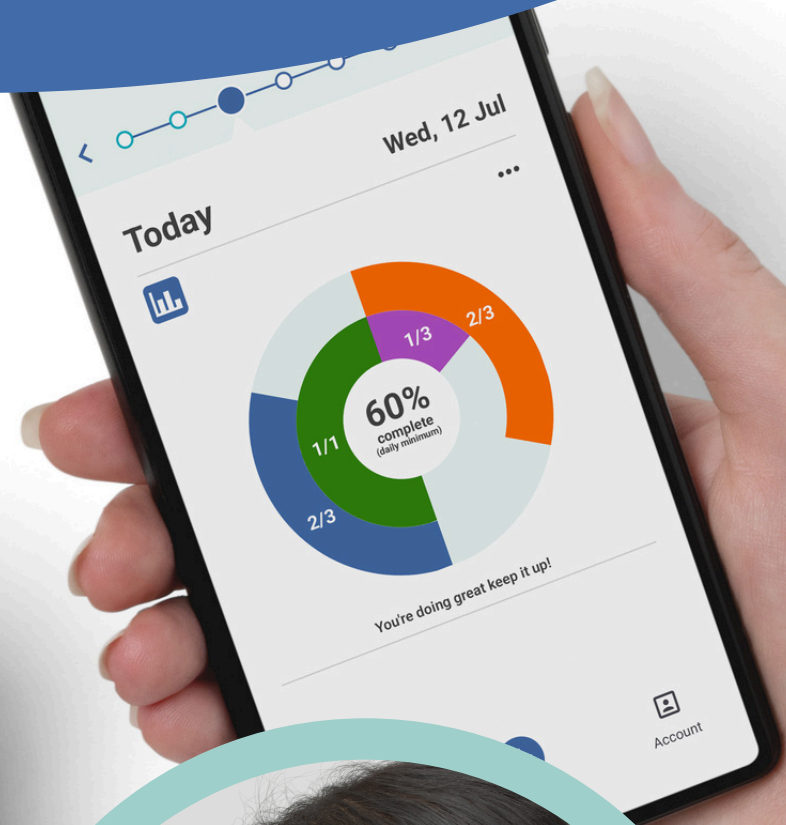 Wed, 12 Jul
Today
2/3
1/3
60%
complete
(daily minimum)
1/1
2/3
You're doing great keep it up!
Account